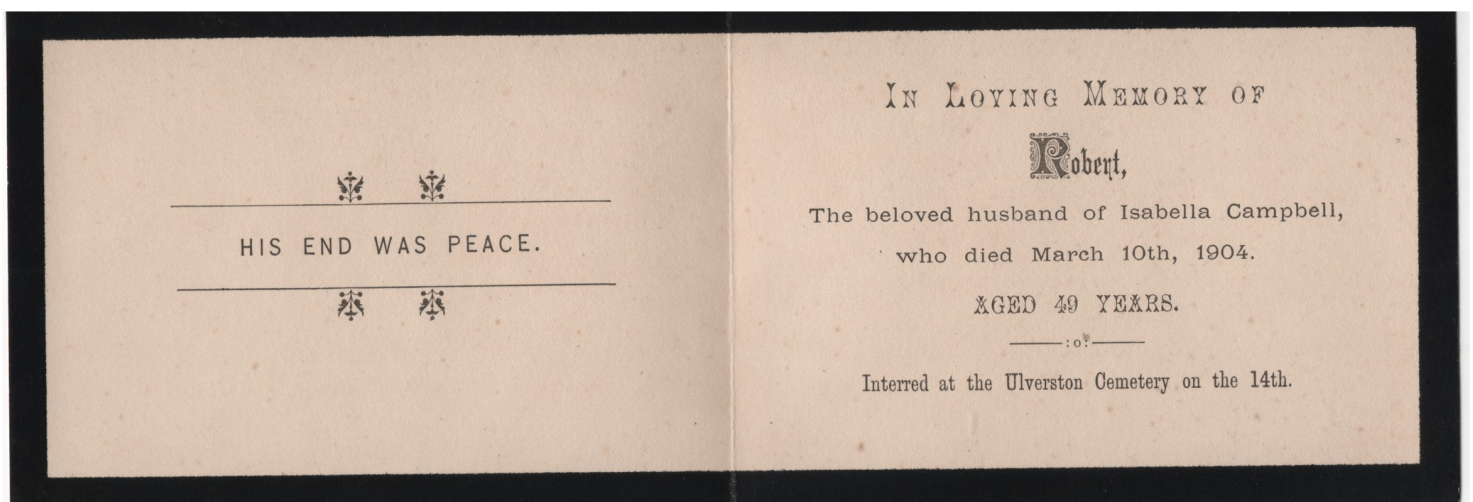 HIS END WAS PEACE.
IN LOVING MEMORY OF
Robert,
The beloved husband of Isabella Campbell,
who died March 10th, 1904.
AGED 49 YEARS.
:o:
Interred at the Ulverston Cemetery on the 14th.